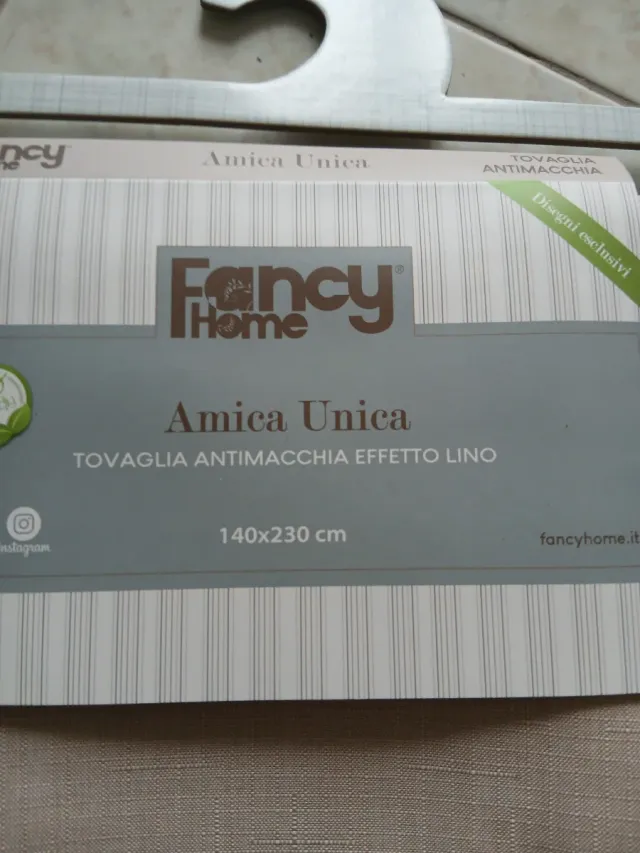 ncy
me
Amica Unica
TOVAGLIA
ANTIMACCHIA
Disegni esclusivi
Fancy®
Home
Amica Unica
TOVAGLIA ANTIMACCHIA EFFETTO LINO
Instagram
140x230 cm
fancyhome.it